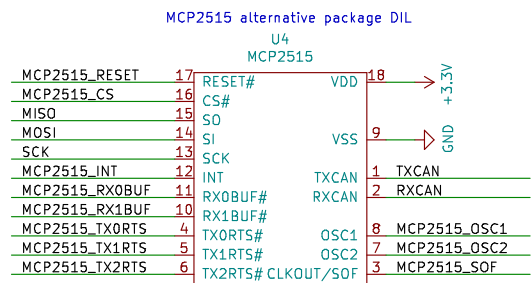 MCP2515 alternative package DIL
U4
MCP2515
MCP2515_RESET 17 RESET# VDD 18 +3.3V
MCP2515_CS 16 CS#
MISO 15 SO
MOSI 14 SI VSS 9 GND
SCK 13 SCK
MCP2515_INT 12 INT TXCAN 1 TXCAN
MCP2515_RX0BUF 11 RX0BUF# RXCAN 2 RXCAN
MCP2515_RX1BUF 10 RX1BUF#
MCP2515_TX0RTS 4 TX0RTS# OSC1 8 MCP2515_OSC1
MCP2515_TX1RTS 5 TX1RTS# OSC2 7 MCP2515_OSC2
MCP2515_TX2RTS 6 TX2RTS# CLKOUT/SOF 3 MCP2515_SOF